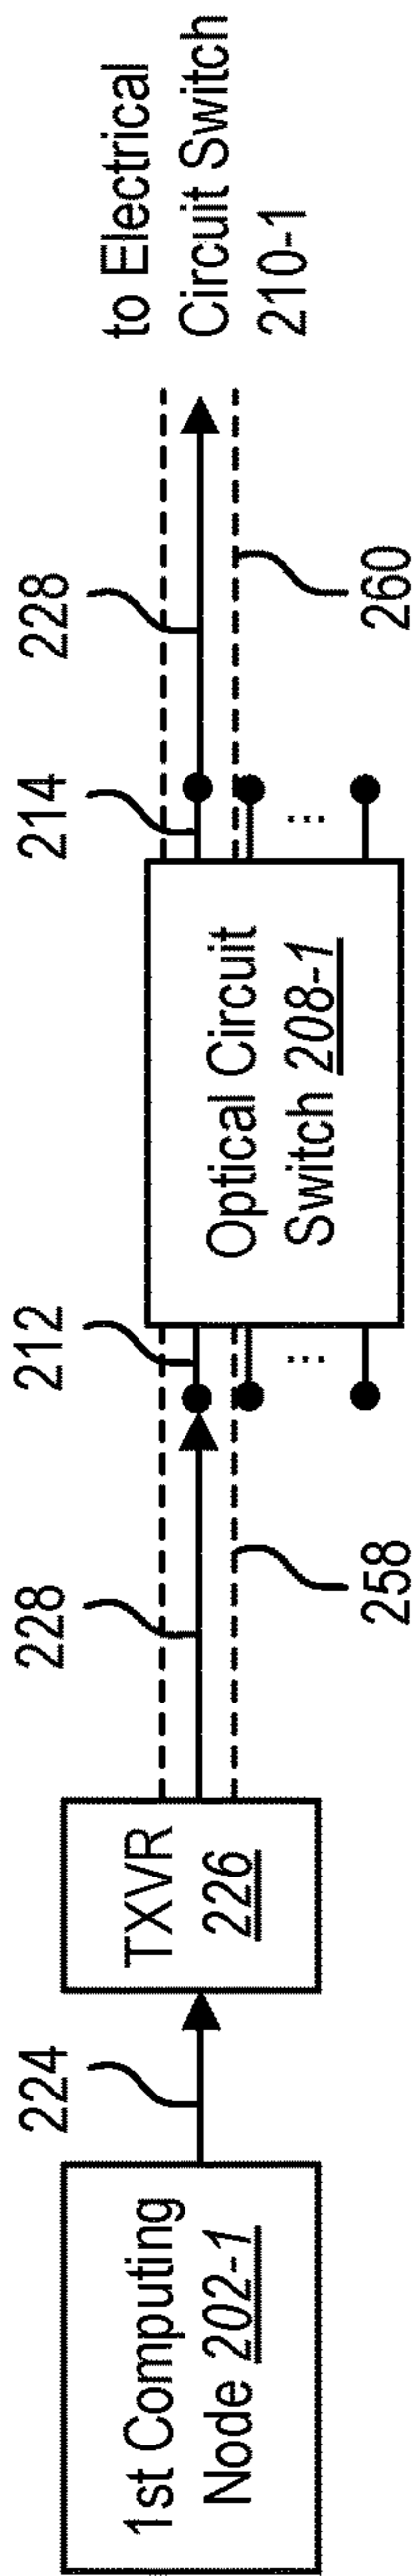 1st Computing
Node 202-1
224
TXVR
226
228
258
212
Optical Circuit
Switch 208-1
214
228
260
to Electrical
Circuit Switch
210-1
...
...